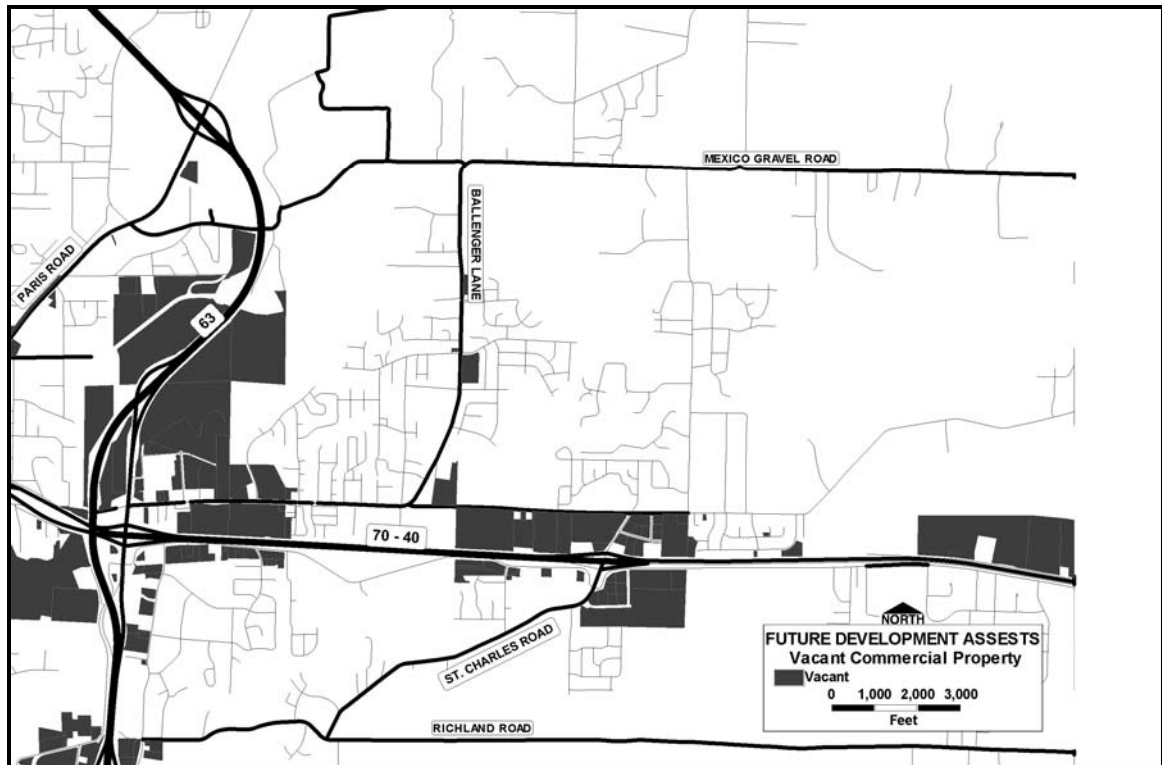 MEXICO GRAVEL ROAD
BALLENGER LANE
PARIS ROAD
63
70 - 40
ST. CHARLES ROAD
RICHLAND ROAD
NORTH
FUTURE DEVELOPMENT ASSESTS
Vacant Commercial Property
Vacant
0 1,000 2,000 3,000
Feet